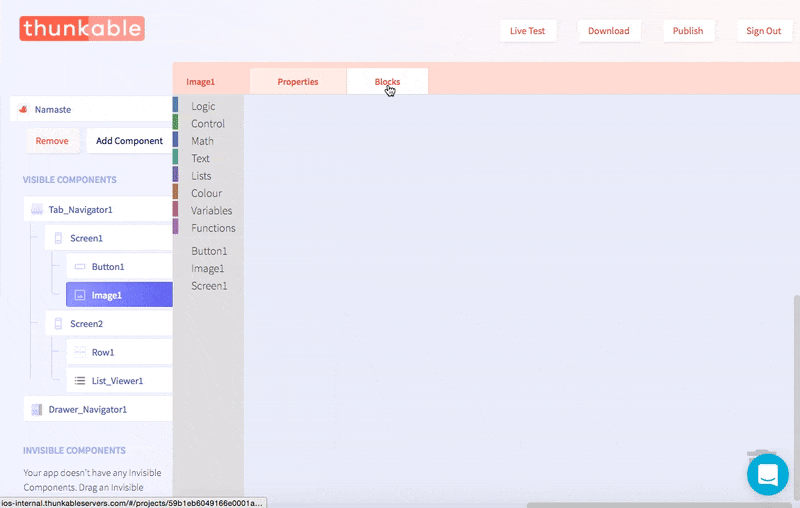 thunkable
Live Test
Download
Publish
Sign Out
Image1
Properties
Blocks
Namaste
Remove
Add Component
VISIBLE COMPONENTS
Tab_Navigator1
Screen1
Button1
Image1
Screen2
Row1
List_Viewer1
Drawer_Navigator1
INVISIBLE COMPONENTS
Your app doesn't have any Invisible
Components. Drag an Invisible
Logic
Control
Math
Text
Lists
Colour
Variables
Functions
Button1
Image1
Screen1
ios-internal.thunkableservers.com/#/projects/59b1eb6049166e0001a...